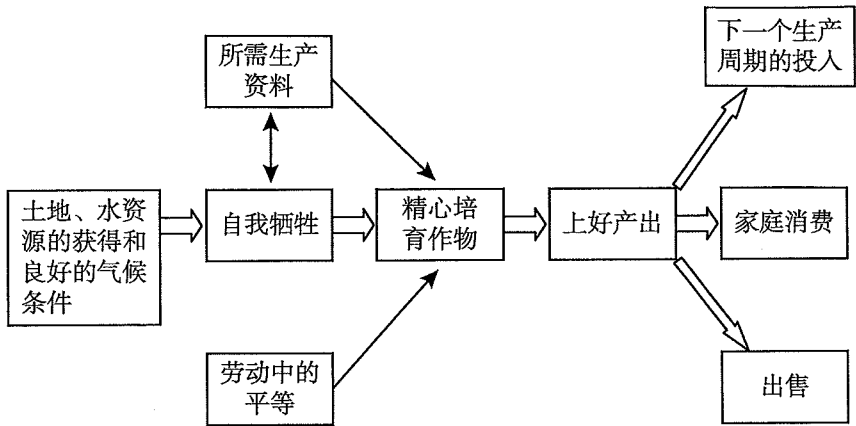 所需生产
资料
下一个生产
周期的投入
土地、水资
源的获得和
良好的气候
条件
自我牺牲
精心培
育作物
上好产出
家庭消费
劳动中的
平等
出售